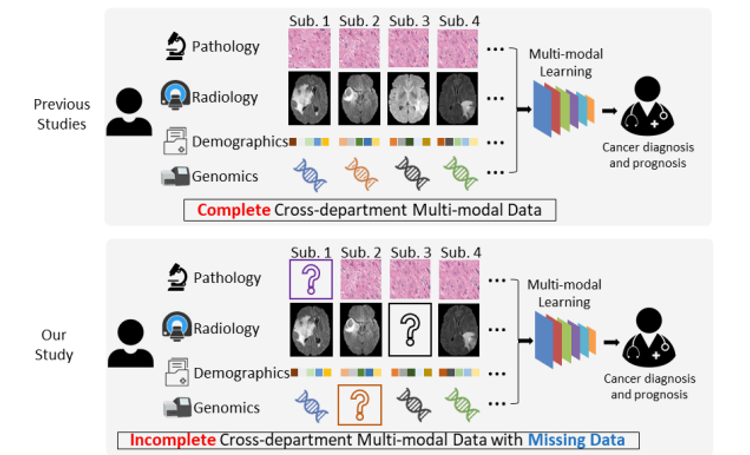 Sub. 1 Sub. 2 Sub. 3 Sub. 4
Pathology
Multi-modal
Learning
Radiology
Previous
Studies
Demographics
Cancer diagnosis
and prognosis
Genomics
Complete Cross-department Multi-modal Data
Sub. 1 Sub. 2 Sub. 3 Sub. 4
Pathology
?
Multi-modal
Learning
Radiology
?
Our
Study
Demographics
Cancer diagnosis
and prognosis
Genomics
?
Incomplete Cross-department Multi-modal Data with Missing Data